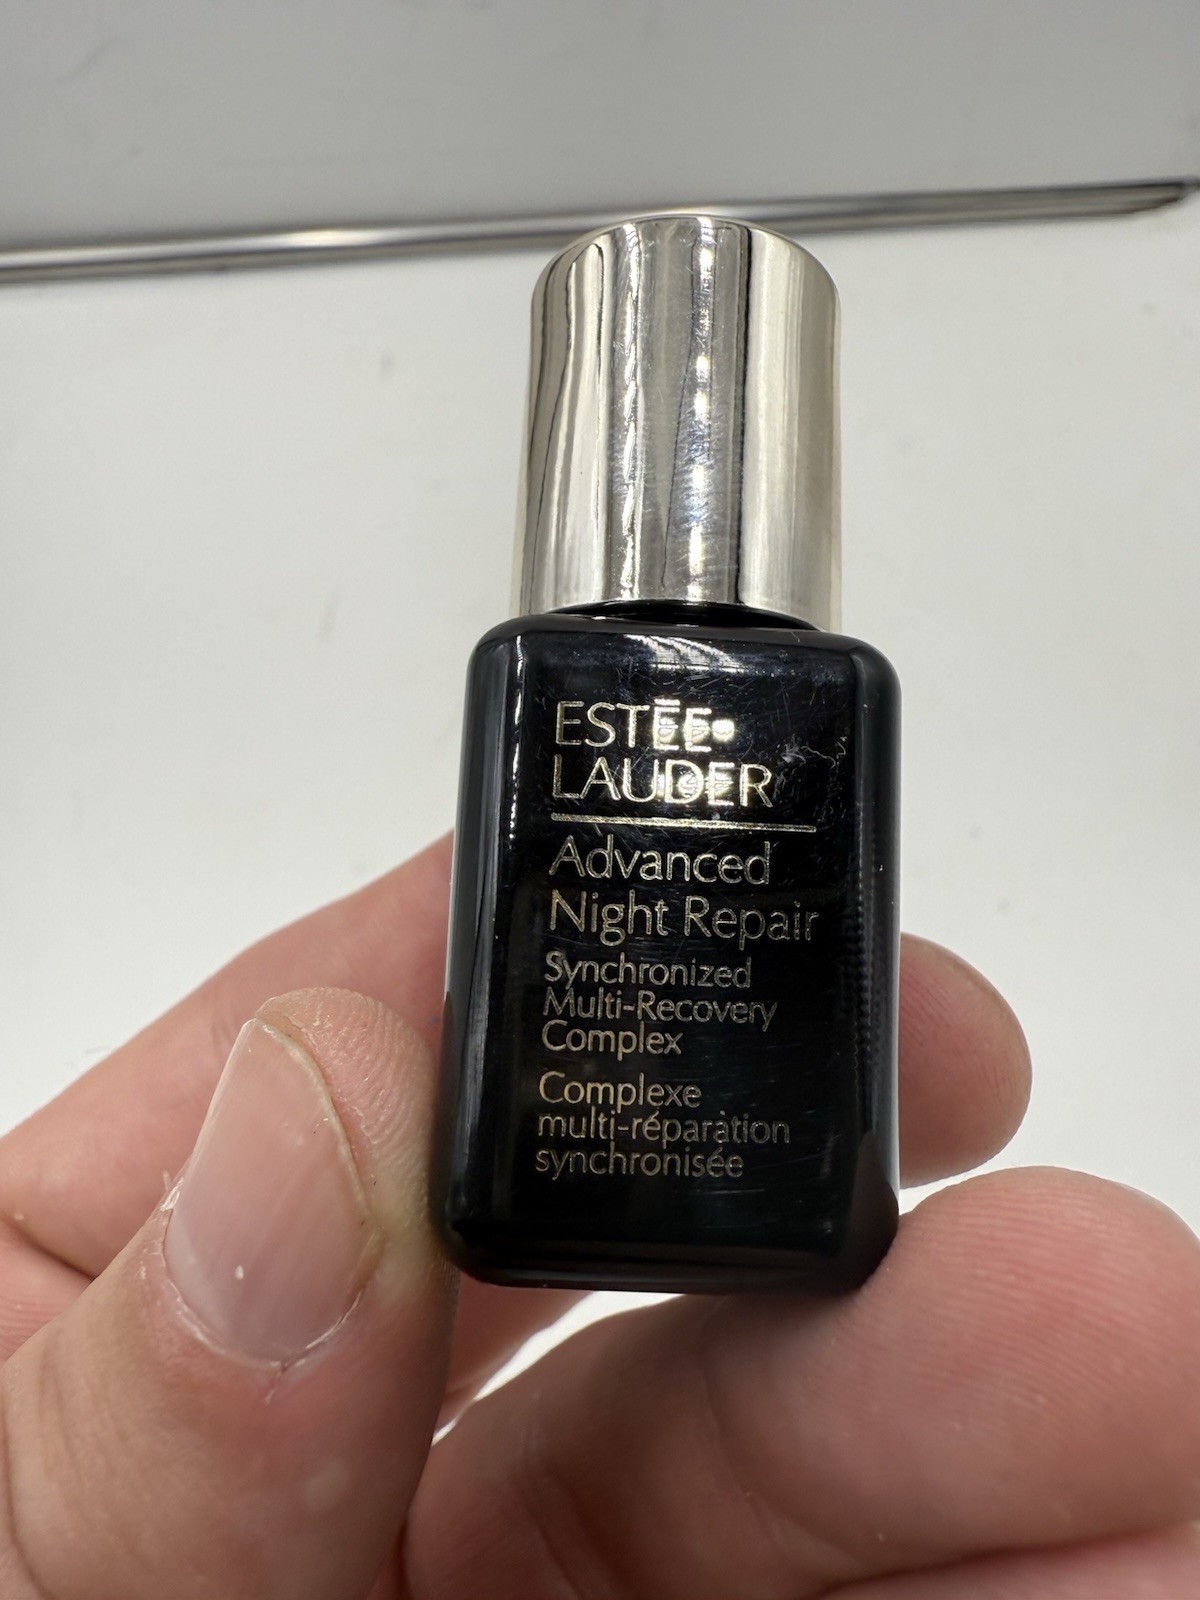 ESTĒE
LAUDER
Advanced
Night Repair
Synchronized
Multi-Recovery
Complex
Complexe
multi-réparation
synchronisée